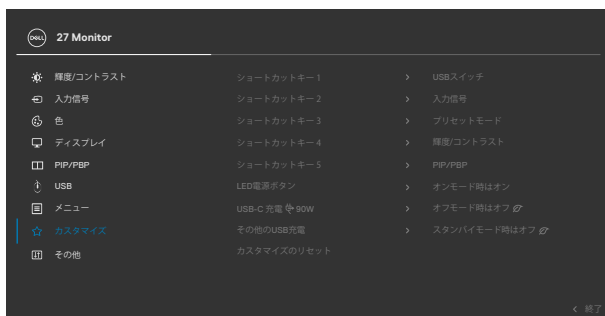 DELL 27 Monitor
輝度/コントラスト ショートカットキー 1 > USBスイッチ
入力信号 ショートカットキー 2 > 入力信号
色 ショートカットキー 3 > プリセットモード
ディスプレイ ショートカットキー 4 > 輝度/コントラスト
PIP/PBP ショートカットキー 5 > PIP/PBP
USB LED電源ボタン > オンモード時はオン
メニュー USB-C 充電 90W > オフモード時はオフ
カスタマイズ その他のUSB充電 > スタンバイモード時はオフ
その他 カスタマイズのリセット
< 終了